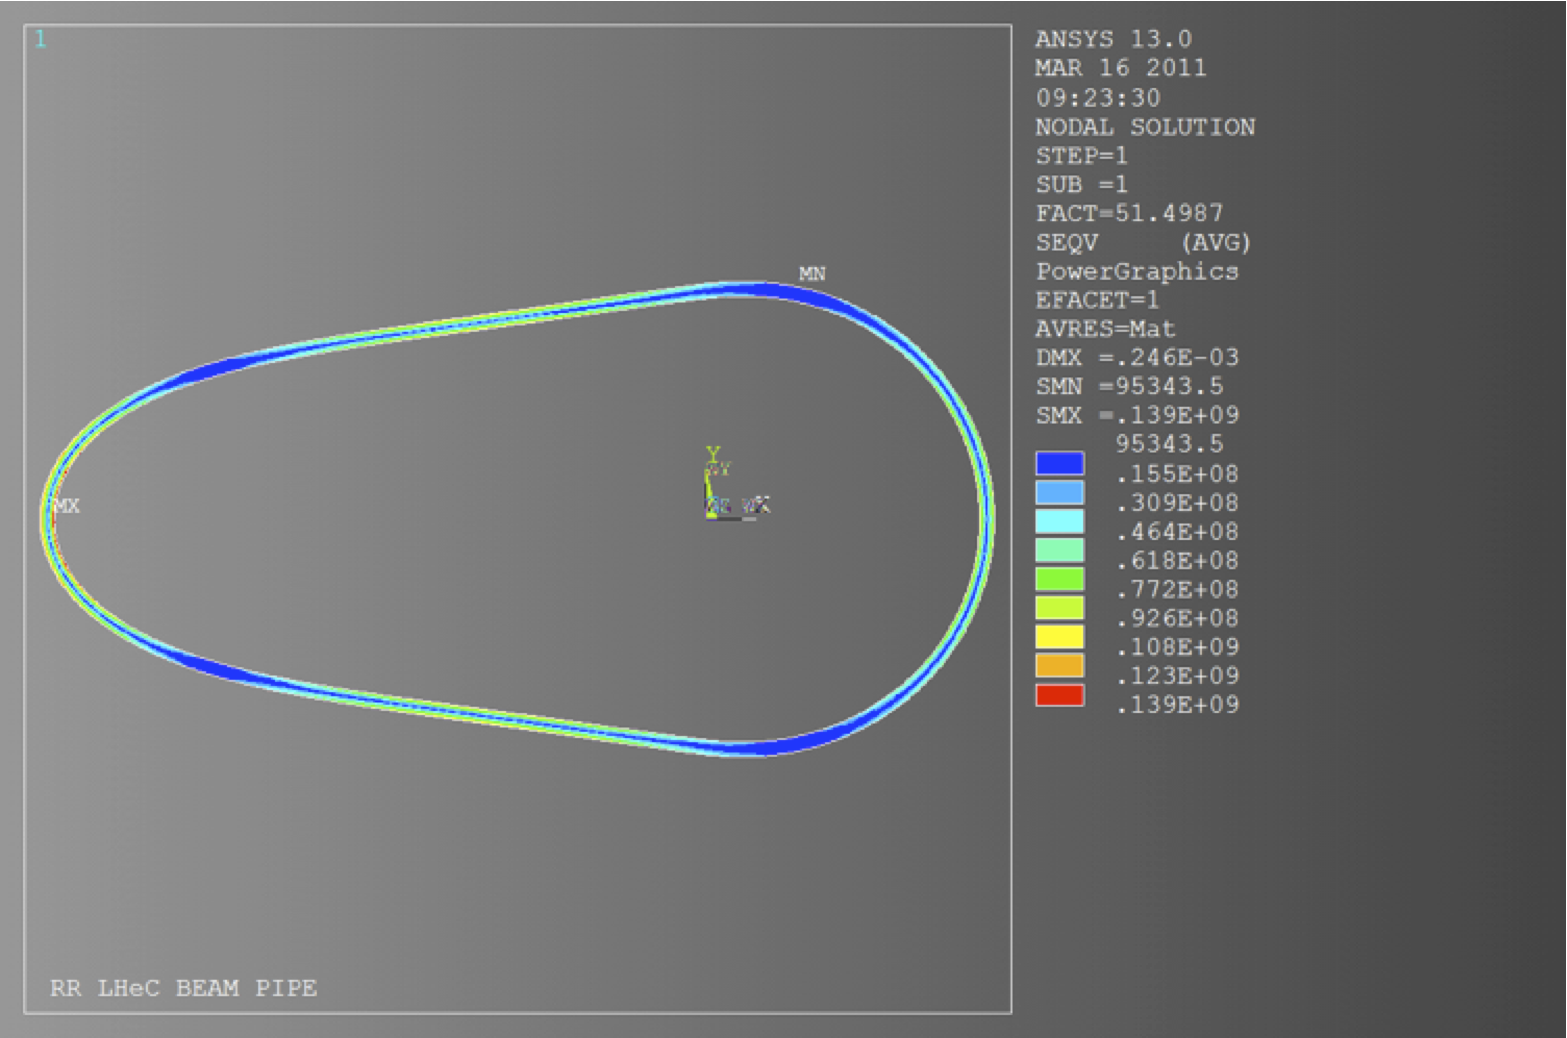 1
ANSYS 13.0
MAR 16 2011
09:23:30
NODAL SOLUTION
STEP=1
SUB =1
FACT=51.4987
SEQV (AVG)
PowerGraphics
EFACET=1
AVRES=Mat
DMX =.246E-03
SMN =95343.5
SMX =.139E+09
95343.5
.155E+08
.309E+08
.464E+08
.618E+08
.772E+08
.926E+08
.108E+09
.123E+09
.139E+09
MN
MX
Y
X
RR LHeC BEAM PIPE